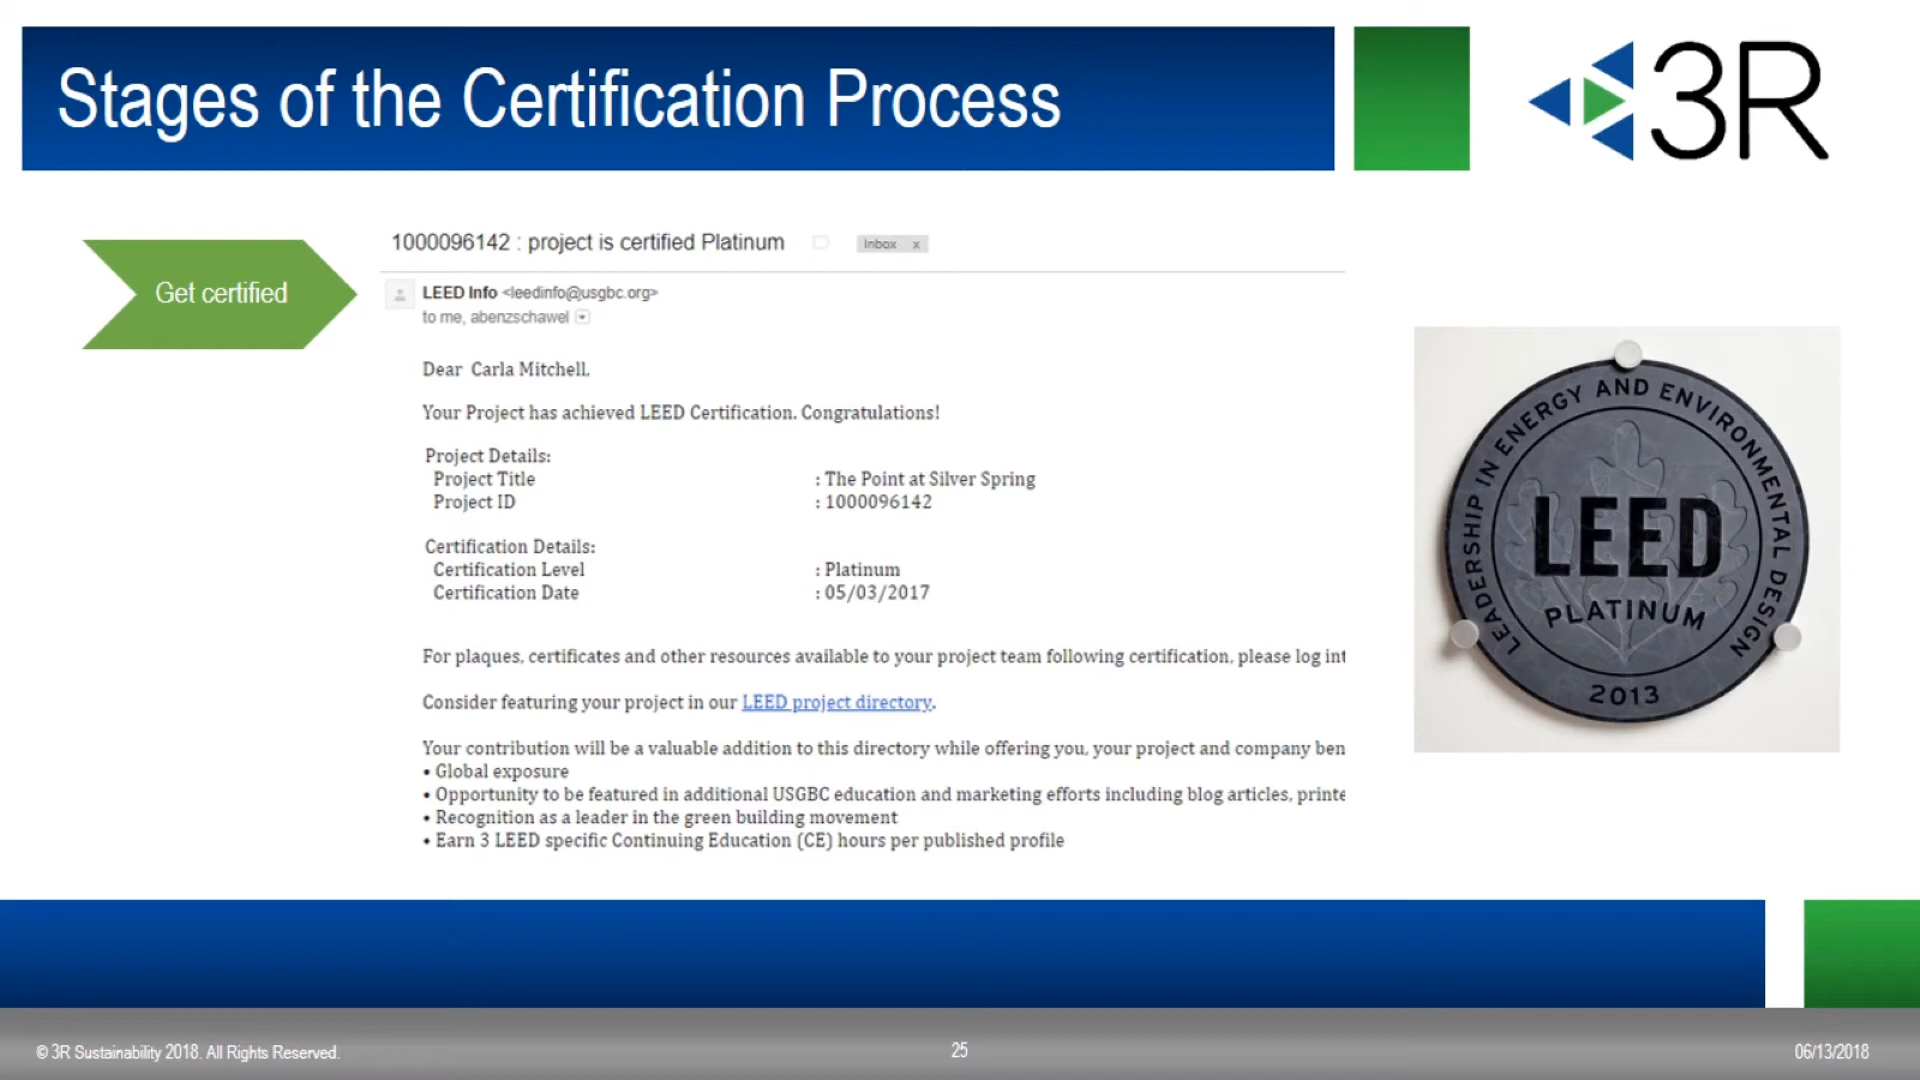 Stages of the Certification Process
3R
Get certified
1000096142 : project is certified Platinum
Inbox x
LEED Info <leedinfo@usgbc.org>
to me, abenzschawel
Dear Carla Mitchell,
Your Project has achieved LEED Certification. Congratulations!
Project Details:
Project Title : The Point at Silver Spring
Project ID : 1000096142
Certification Details:
Certification Level : Platinum
Certification Date : 05/03/2017
For plaques, certificates and other resources available to your project team following certification, please log int
Consider featuring your project in our LEED project directory.
Your contribution will be a valuable addition to this directory while offering you, your project and company ben
• Global exposure
• Opportunity to be featured in additional USGBC education and marketing efforts including blog articles, printe
• Recognition as a leader in the green building movement
• Earn 3 LEED specific Continuing Education (CE) hours per published profile
LEADERSHIP IN ENERGY AND ENVIRONMENTAL DESIGN
LEED
PLATINUM
2013
© 3R Sustainability 2018. All Rights Reserved.
25
06/13/2018